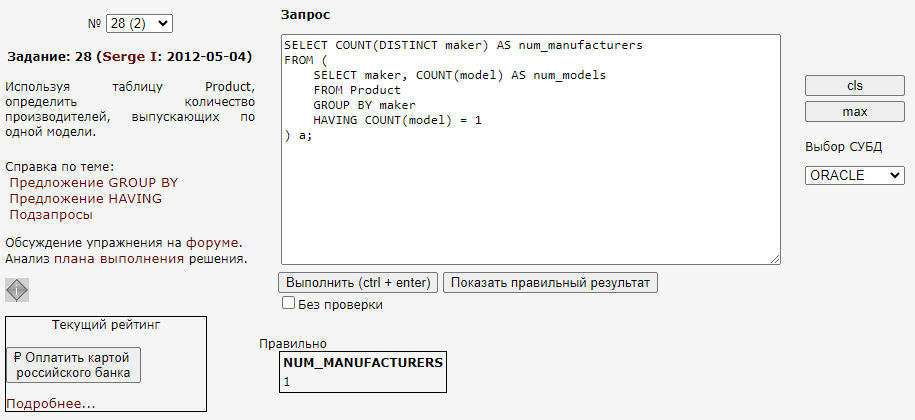 № 28 (2)
Задание: 28 (Serge I: 2012-05-04)
Используя таблицу Product,
определить количество
производителей, выпускающих по
одной модели.
Справка по теме:
Предложение GROUP BY
Предложение HAVING
Подзапросы
Обсуждение упражнения на форуме.
Анализ плана выполнения решения.
Текущий рейтинг
₽ Оплатить картой
российского банка
Подробнее...
Запрос
SELECT COUNT(DISTINCT maker) AS num_manufacturers
FROM (
    SELECT maker, COUNT(model) AS num_models
    FROM Product
    GROUP BY maker
    HAVING COUNT(model) = 1
) a;
Выполнить (ctrl + enter)
Показать правильный результат
Без проверки
Правильно
NUM_MANUFACTURERS
1
cls
max
Выбор СУБД
ORACLE